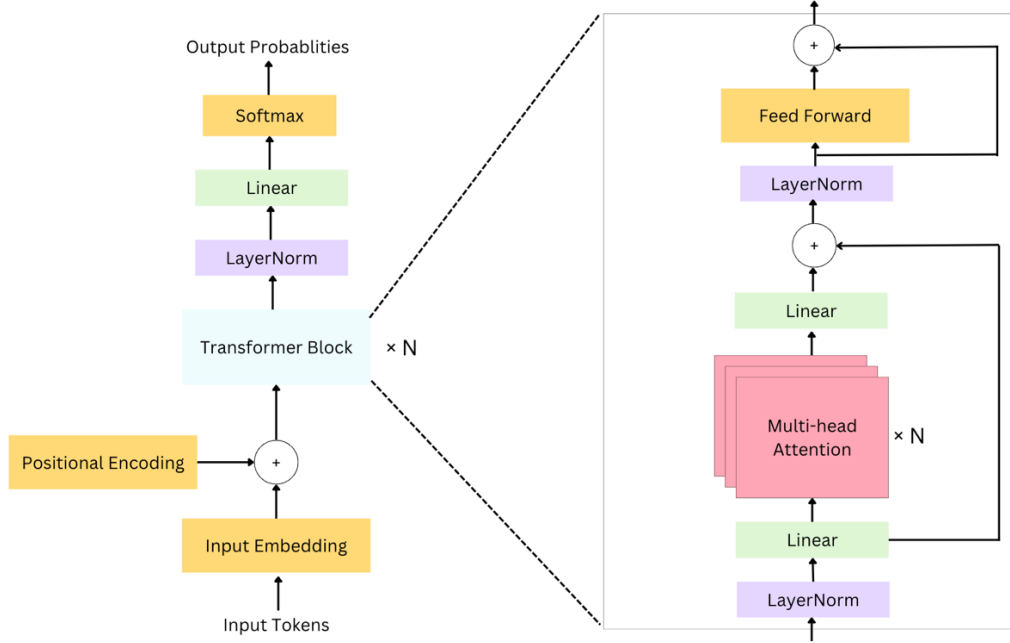 Output Probablities
Softmax
Linear
LayerNorm
Transformer Block
× N
Positional Encoding
+
Input Embedding
Input Tokens
+
Feed Forward
LayerNorm
+
Linear
Multi-head
Attention
× N
Linear
LayerNorm